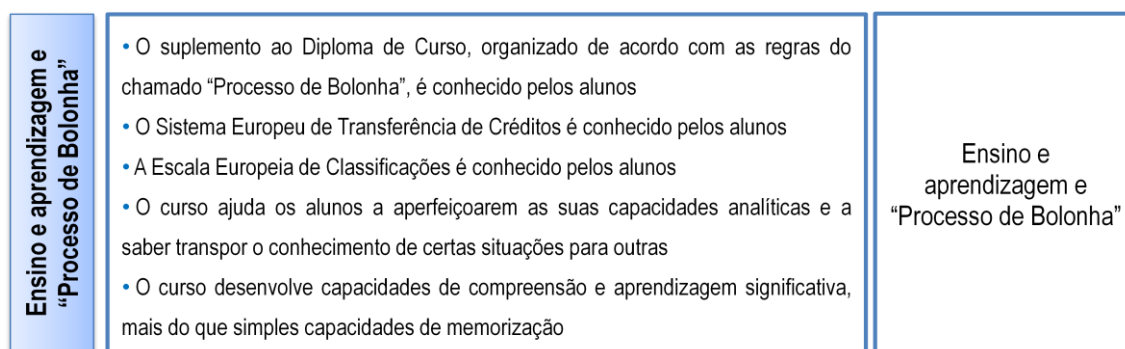 Ensino e aprendizagem e
“Processo de Bolonha”
• O suplemento ao Diploma de Curso, organizado de acordo com as regras do
chamado “Processo de Bolonha”, é conhecido pelos alunos
• O Sistema Europeu de Transferência de Créditos é conhecido pelos alunos
• A Escala Europeia de Classificações é conhecido pelos alunos
• O curso ajuda os alunos a aperfeiçoarem as suas capacidades analíticas e a
saber transpor o conhecimento de certas situações para outras
• O curso desenvolve capacidades de compreensão e aprendizagem significativa,
mais do que simples capacidades de memorização
Ensino e
aprendizagem e
“Processo de Bolonha”